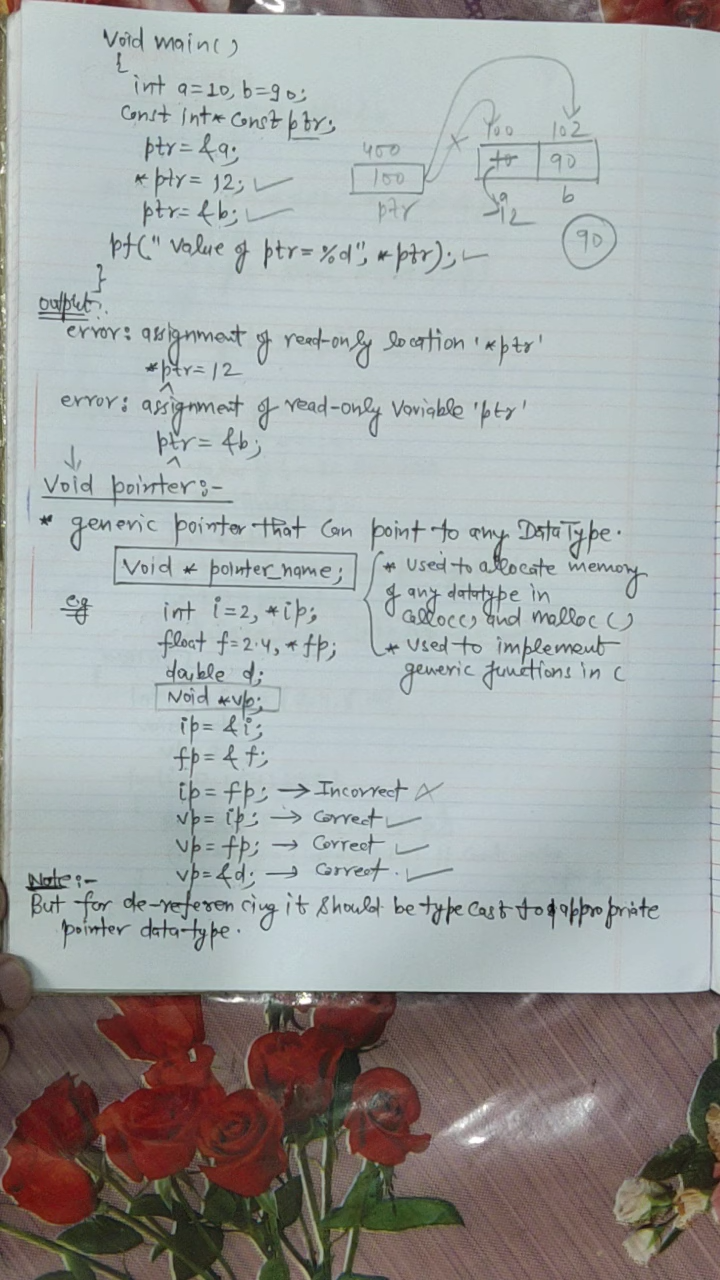 Void main()
{
int a=10, b=90;
Const int* Const ptr;
ptr= &a;
* ptr= 12; ✓
ptr= &b; ✓
pf(" Value of ptr= %d", * ptr); ✓
}
400
100
ptr
100 102
10 90
a b
12
90
output:
error: assignment of read-only location '*ptr'
*ptr= 12
^
error: assignment of read-only Variable 'ptr'
ptr = &b;
^
↓
Void pointer:-
* generic pointer that Can point to any DataType.
Void * pointer_name;
* Used to allocate memory
of any datatype in
calloc() and malloc ()
* Used to implement
generic functions in c
eg
int i=2, *ip;
float f=2.4, * fp;
double d;
Void *vp;
ip= &i;
fp= & f;
ip= fp; → Incorrect ×
vp= ip; → Correct ✓
vp= fp; → Correct ✓
vp= &d; → Correct. ✓
Note:-
But for de-referencing it should be type cast to appropriate
pointer data-type.